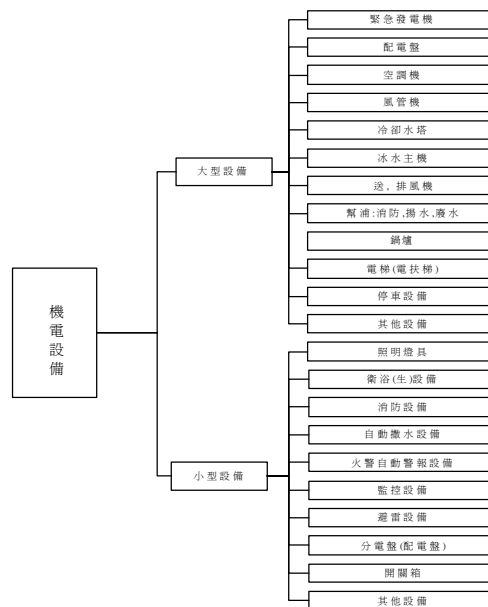 機電設備
大型設備
緊急發電機
配電盤
空調機
風管機
冷卻水塔
冰水主機
送, 排風機
幫浦:消防,揚水,廢水
鍋爐
電梯(電扶梯)
停車設備
其他設備
小型設備
照明燈具
衛浴(生)設備
消防設備
自動撒水設備
火警自動警報設備
監控設備
避雷設備
分電盤(配電盤)
開關箱
其他設備